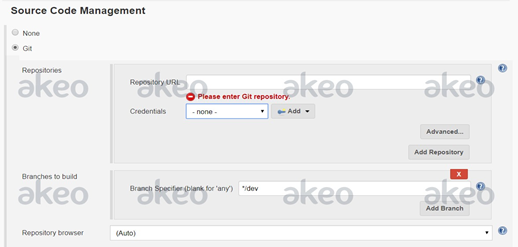 Source Code Management
None
Git
Repositories
Repository URL
Please enter Git repository.
Credentials
- none -
Add
Advanced...
Add Repository
Branches to build
X
Branch Specifier (blank for 'any')
*/dev
Add Branch
Repository browser
(Auto)
akeo akeo akeo
akeo akeo akeo